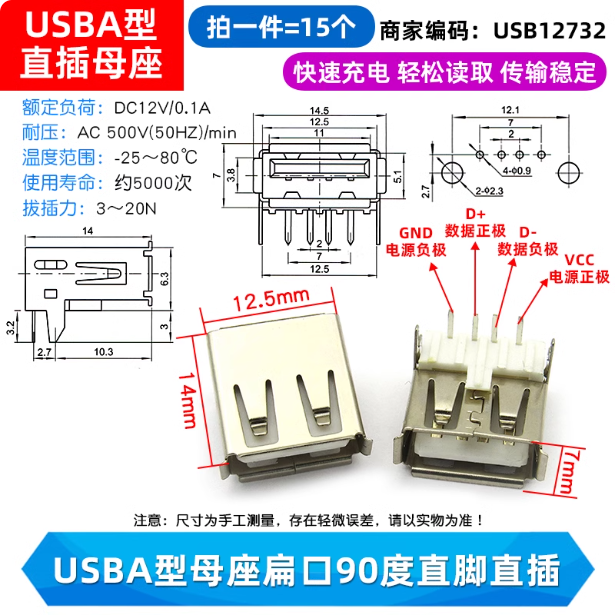 USBA型
直插母座
拍一件=15个
商家编码：USB12732
快速充电 轻松读取 传输稳定
额定负荷：DC12V/0.1A
耐压：AC 500V(50HZ)/min
温度范围：-25～80℃
使用寿命：约5000次
拔插力：3～20N
14.5
12.5
11
7
3.8
5.1
2
7
12.5
12.1
7
2
4-Φ0.9
2.7
2-Φ2.3
14
6.3
3.2
3
2.7
10.3
D+
数据正极
GND
电源负极
D-
数据负极
VCC
电源正极
12.5mm
14mm
7mm
注意：尺寸为手工测量，存在轻微误差，请以实物为准！
USBA型母座扁口90度直脚直插